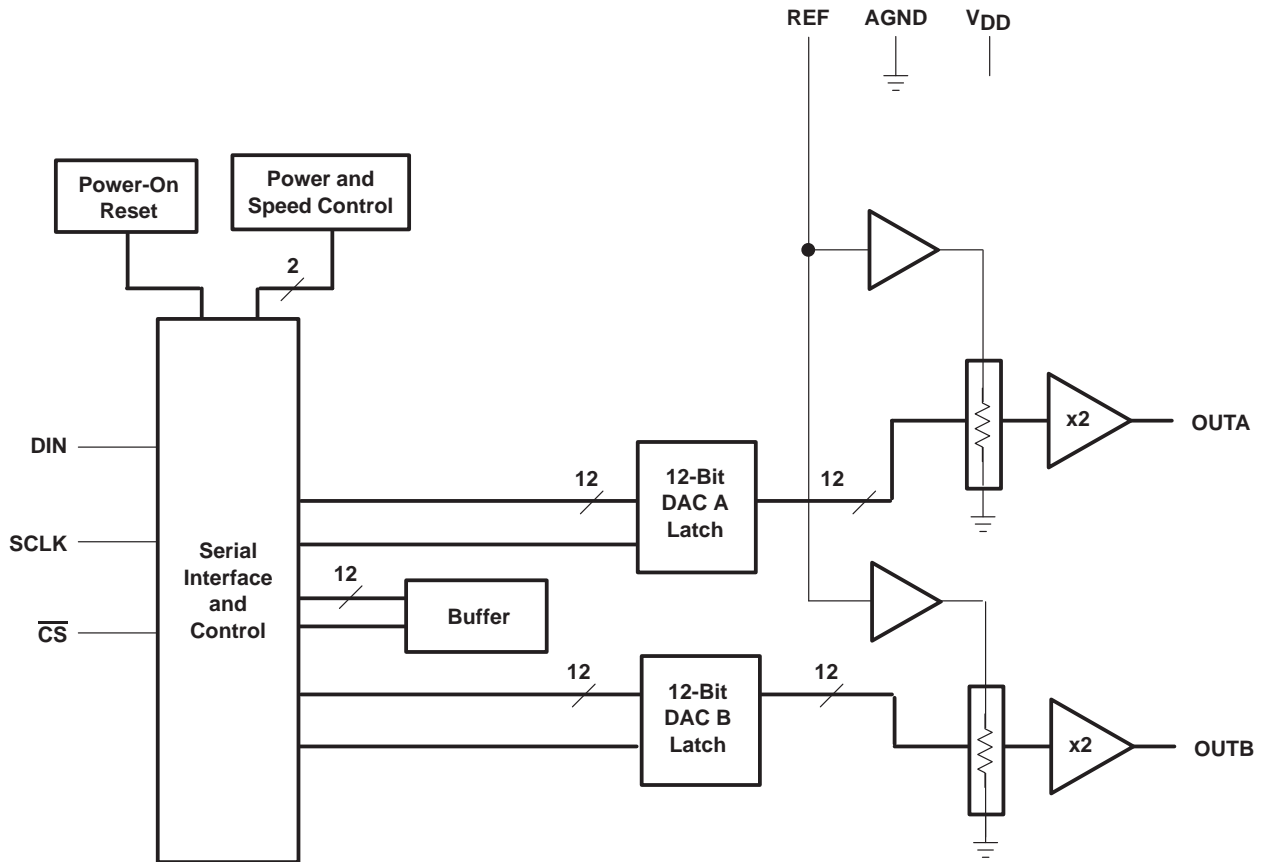 REF AGND VDD
Power-On
Reset
Power and
Speed Control
2
x2
OUTA
DIN
12
12-Bit
DAC A
Latch
12
SCLK
Serial
Interface
and
Control
12
Buffer
CS
12
12-Bit
DAC B
Latch
12
x2
OUTB